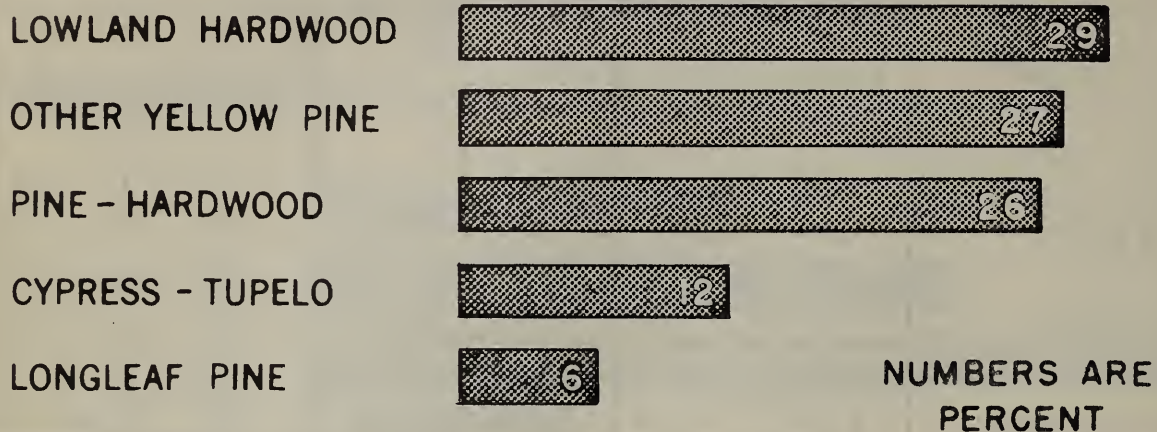 LOWLAND HARDWOOD 29
OTHER YELLOW PINE 27
PINE - HARDWOOD 26
CYPRESS - TUPELO 12
LONGLEAF PINE 6
NUMBERS ARE
PERCENT